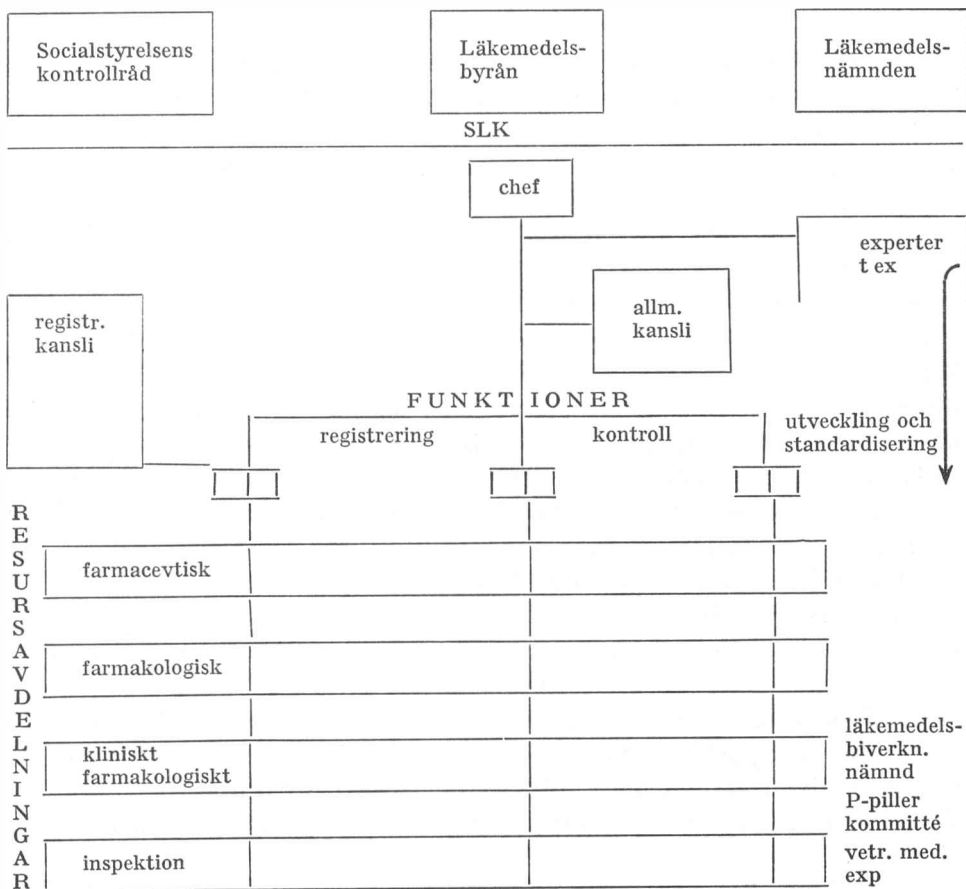 Socialstyrelsens
kontrollråd
Läkemedels-
byrån
Läkemedels-
nämnden
SLK
chef
experter
t ex
registr.
kansli
allm.
kansli
FUNKTIONER
registrering
kontroll
utveckling och
standardisering
RESURSAVDELNINGAR
farmacevtisk
farmakologisk
kliniskt
farmakologiskt
läkemedels-
biverkn.
nämnd
P-piller
kommitté
inspektion
vetr. med.
exp